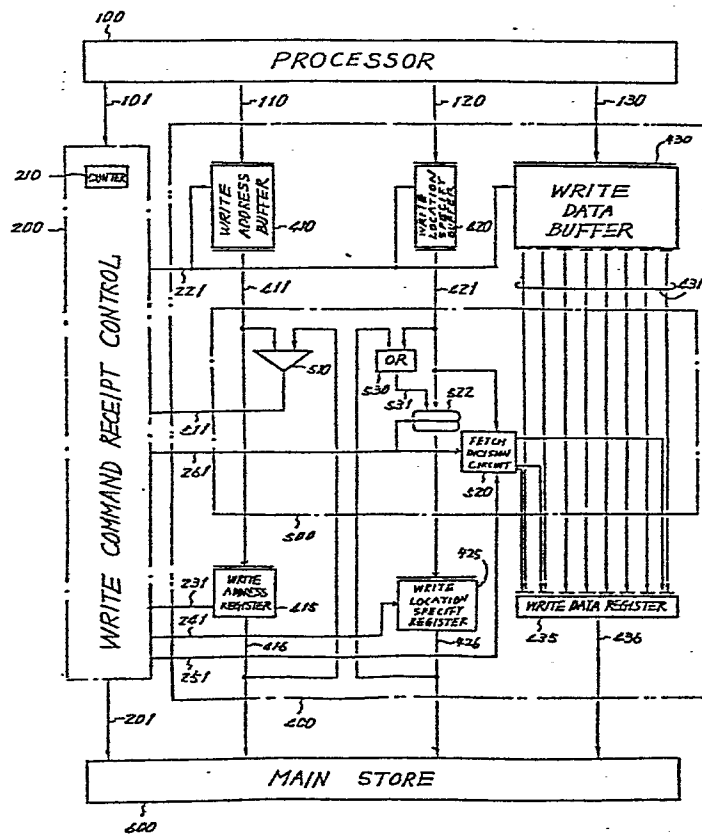 100
PROCESSOR
101
110
120
130
210
COUNTER
200
WRITE COMMAND RECEIPT CONTROL
WRITE
ADDRESS
BUFFER
410
WRITE
LOCATION
SPECIFY
BUFFER
420
430
WRITE
DATA
BUFFER
221
411
421
431
510
OR
530
531
522
511
261
FETCH
DECISION
CIRCUIT
520
500
231
241
251
WRITE
ADDRESS
REGISTER
415
416
425
WRITE
LOCATION
SPECIFY
REGISTER
426
WRITE DATA REGISTER
435
436
400
201
MAIN STORE
600